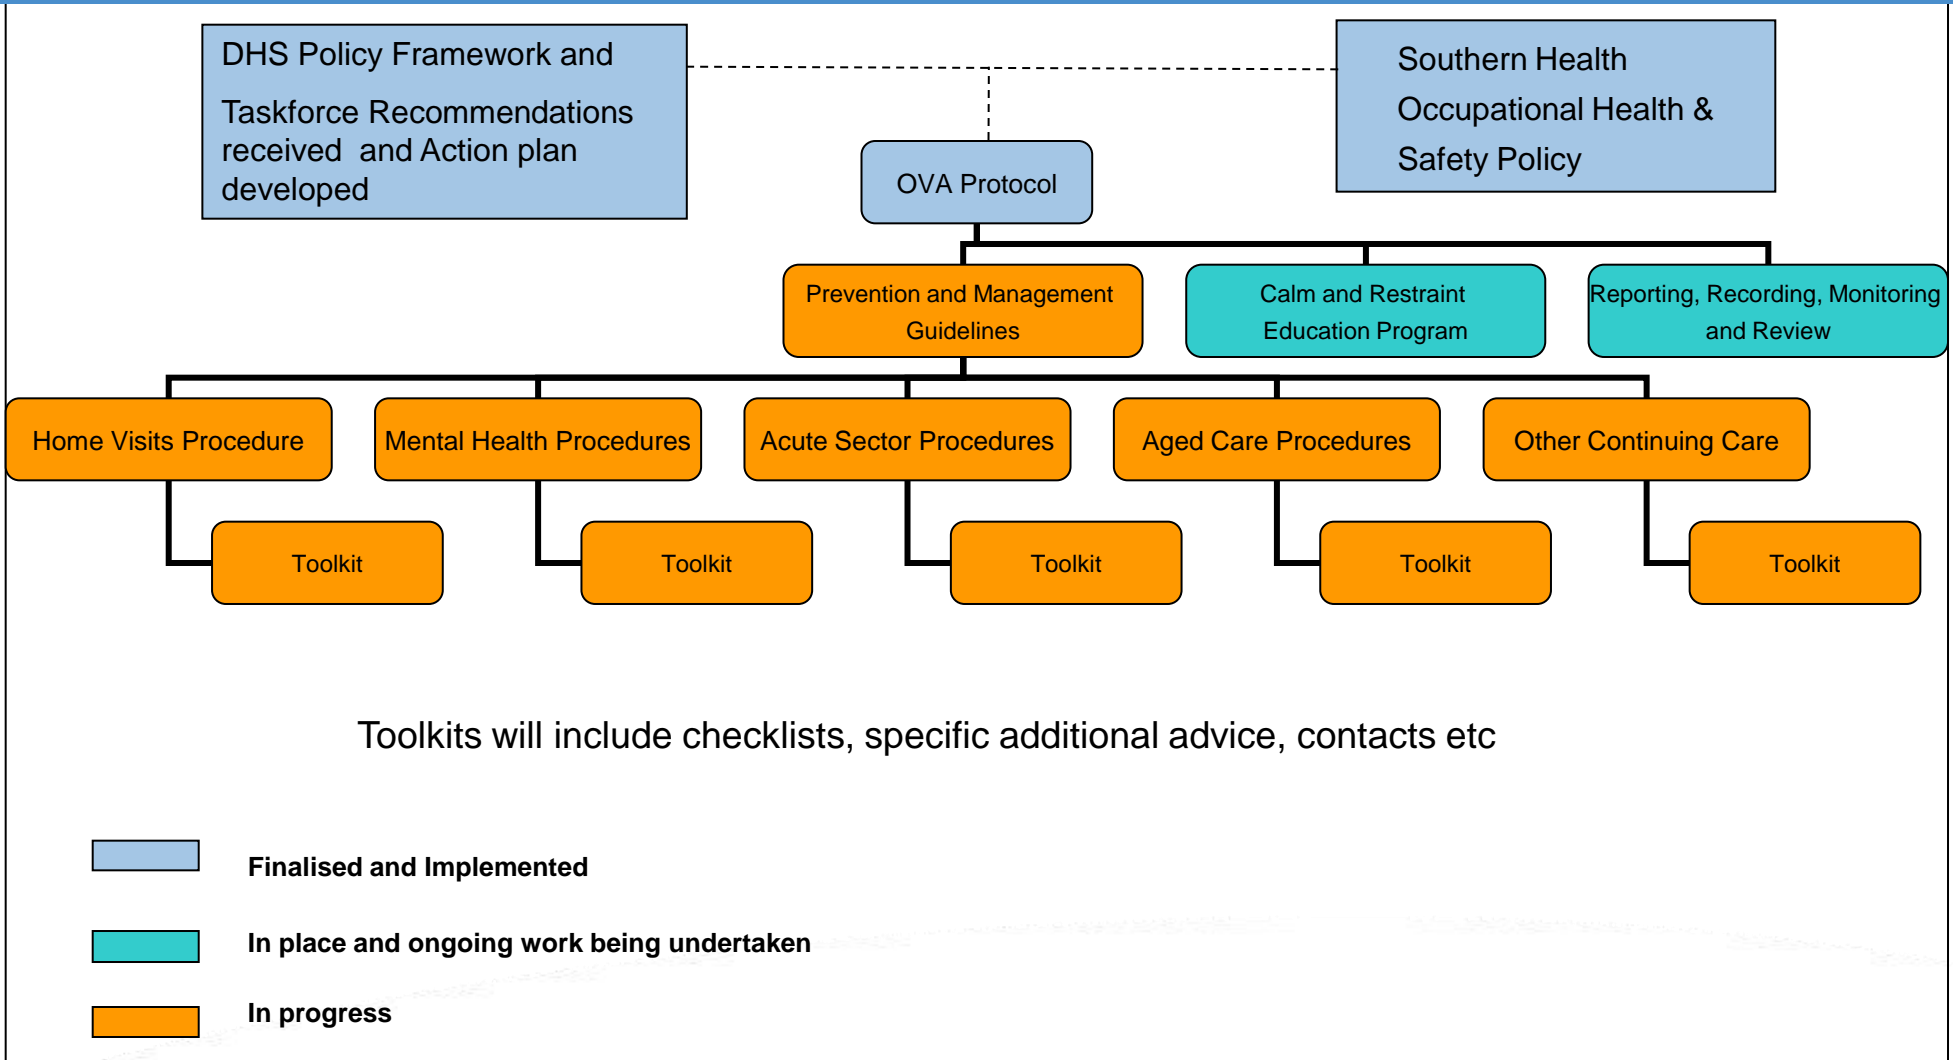 DHS Policy Framework and
Taskforce Recommendations
received and Action plan
developed
Southern Health
Occupational Health &
Safety Policy
OVA Protocol
Prevention and Management
Guidelines
Calm and Restraint
Education Program
Reporting, Recording, Monitoring
and Review
Home Visits Procedure
Mental Health Procedures
Acute Sector Procedures
Aged Care Procedures
Other Continuing Care
Toolkit
Toolkit
Toolkit
Toolkit
Toolkit
Toolkits will include checklists, specific additional advice, contacts etc
Finalised and Implemented
In place and ongoing work being undertaken
In progress